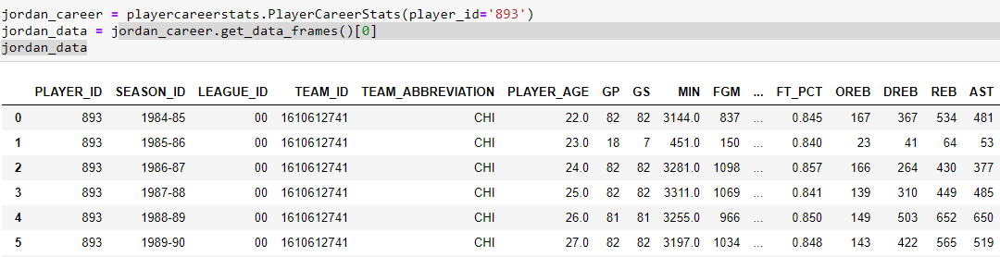 jordan_career = playercareerstats.PlayerCareerStats(player_id='893')
jordan_data = jordan_career.get_data_frames()[0]
jordan_data
PLAYER_ID SEASON_ID LEAGUE_ID TEAM_ID TEAM_ABBREVIATION PLAYER_AGE GP GS MIN FGM ... FT_PCT OREB DREB REB AST
0 893 1984-85 00 1610612741 CHI 22.0 82 82 3144.0 837 ... 0.845 167 367 534 481
1 893 1985-86 00 1610612741 CHI 23.0 18 7 451.0 150 ... 0.840 23 41 64 53
2 893 1986-87 00 1610612741 CHI 24.0 82 82 3281.0 1098 ... 0.857 166 264 430 377
3 893 1987-88 00 1610612741 CHI 25.0 82 82 3311.0 1069 ... 0.841 139 310 449 485
4 893 1988-89 00 1610612741 CHI 26.0 81 81 3255.0 966 ... 0.850 149 503 652 650
5 893 1989-90 00 1610612741 CHI 27.0 82 82 3197.0 1034 ... 0.848 143 422 565 519